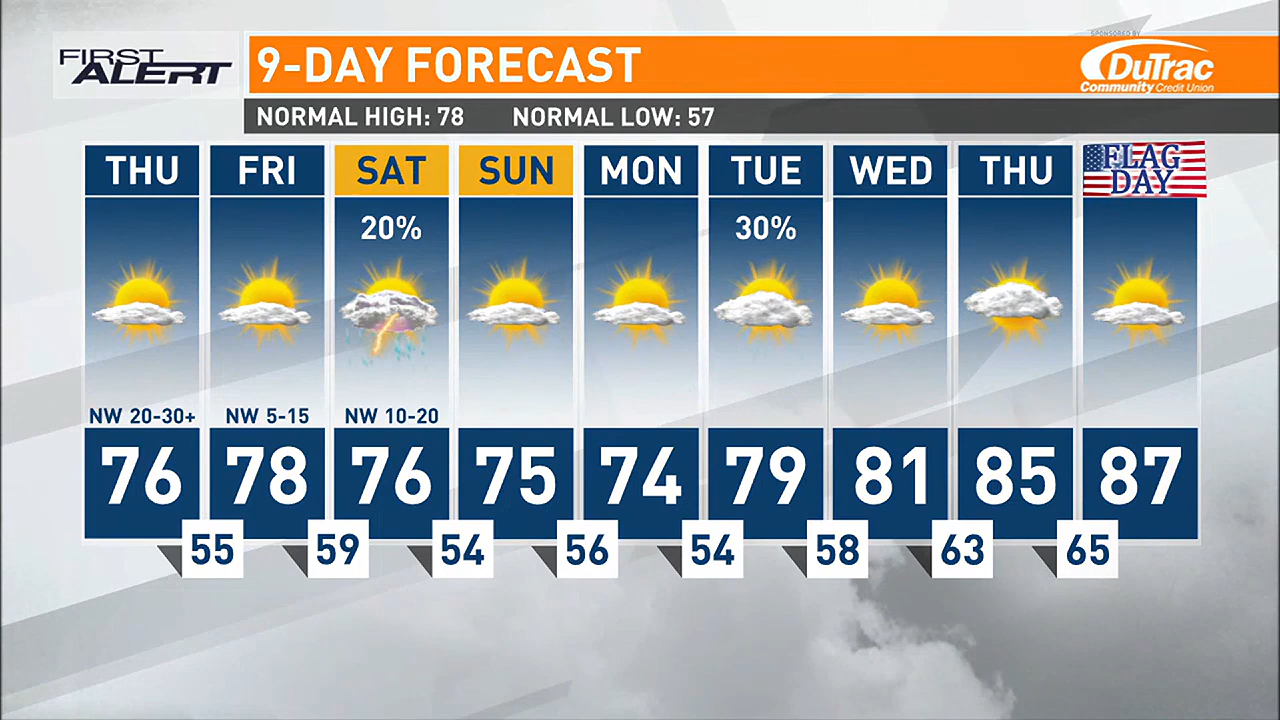 FIRST ALERT
9-DAY FORECAST
SPONSORED BY
DuTrac
Community Credit Union
NORMAL HIGH: 78 NORMAL LOW: 57
THU FRI SAT SUN MON TUE WED THU FLAG DAY
20% 30%
NW 20-30+ NW 5-15 NW 10-20
76 78 76 75 74 79 81 85 87
55 59 54 56 54 58 63 65